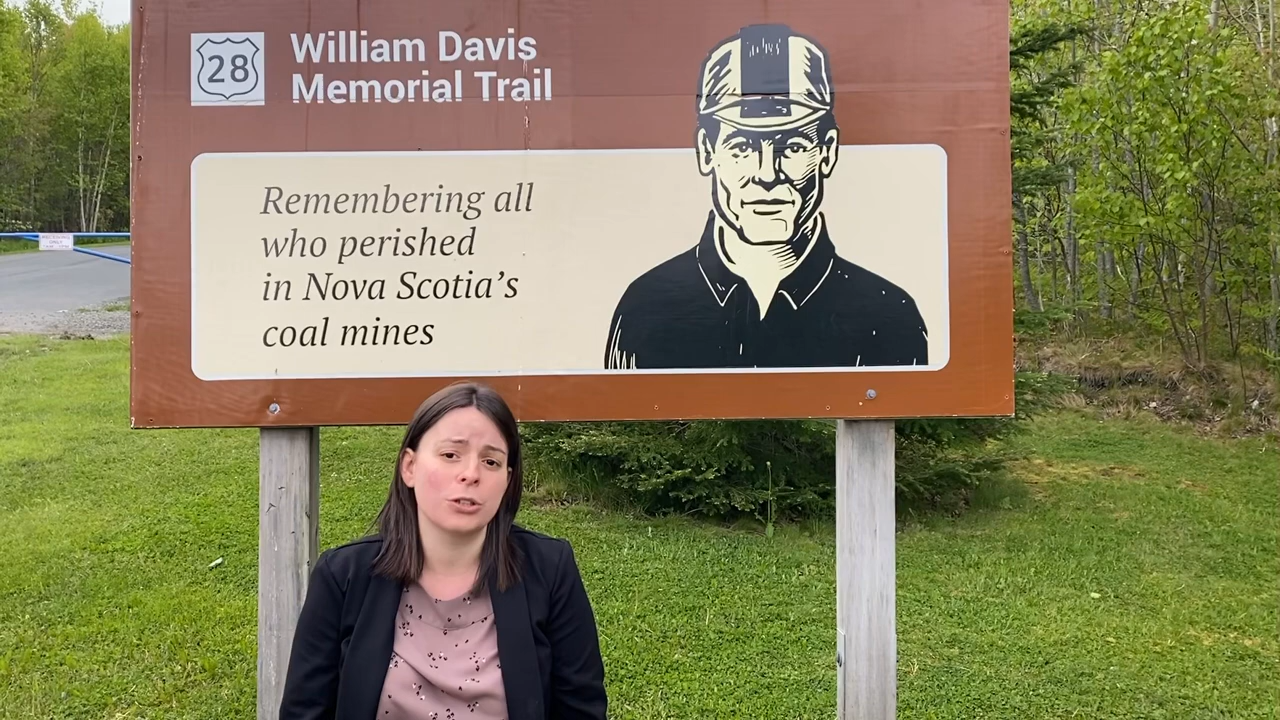 28
William Davis
Memorial Trail
Remembering all
who perished
in Nova Scotia's
coal mines